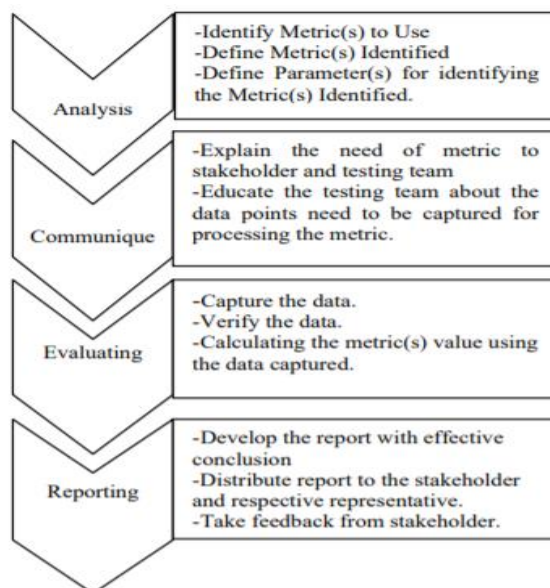 Analysis
-Identify Metric(s) to Use
-Define Metric(s) Identified
-Define Parameter(s) for identifying
the Metric(s) Identified.
Communique
-Explain the need of metric to
stakeholder and testing team
-Educate the testing team about the
data points need to be captured for
processing the metric.
Evaluating
-Capture the data.
-Verify the data.
-Calculating the metric(s) value using
the data captured.
Reporting
-Develop the report with effective
conclusion
-Distribute report to the stakeholder
and respective representative.
-Take feedback from stakeholder.